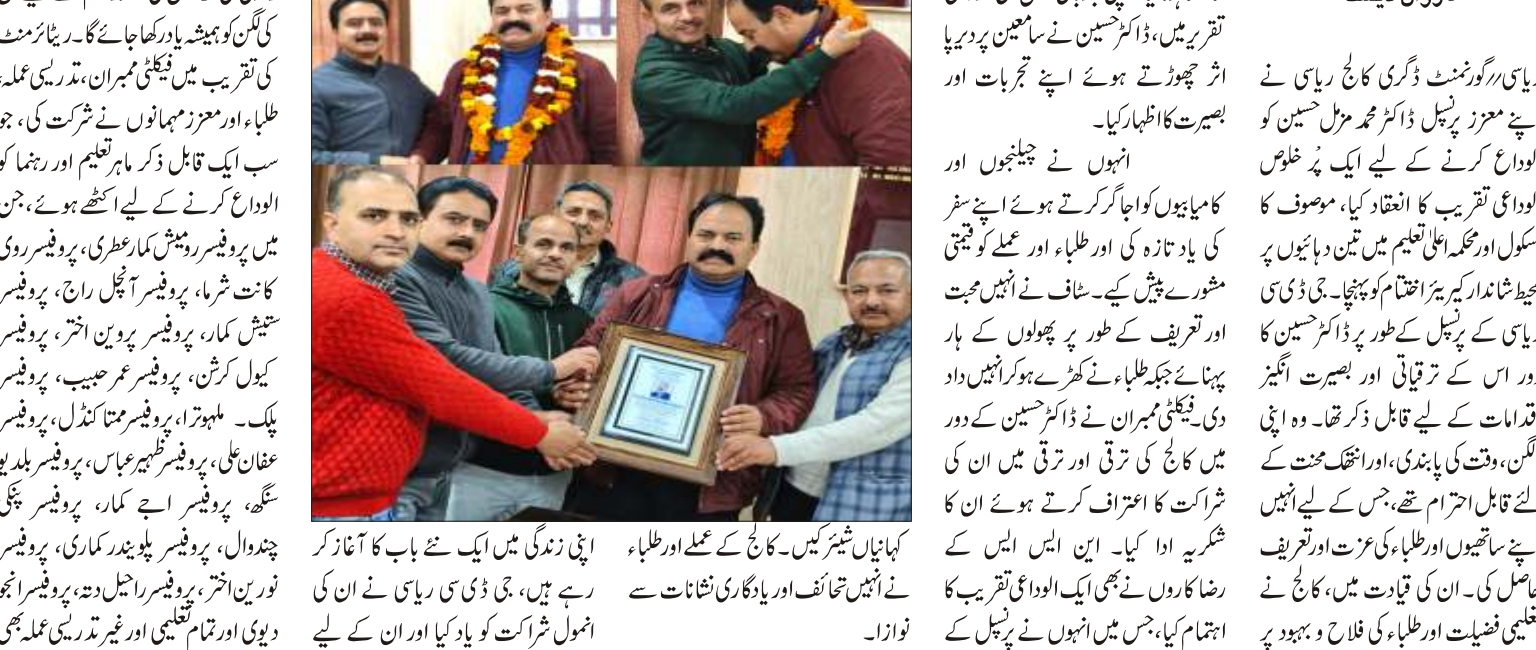 ریاسی//گورنمنٹ ڈگری کالج ریاسی نے
اپنے معزز پرنسپل ڈاکٹر محمد مزمل حسین کو
الوداع کرنے کے لیے ایک پُر خلوص
الوداعی تقریب کا انعقاد کیا، موصوف کا
سکول اور محکمہ اعلیٰ تعلیم میں تین دہائیوں پر
محیط شاندار کیریئر اختتام کو پہنچا۔ جی ڈی سی
ریاسی کے پرنسپل کے طور پر ڈاکٹر حسین کا
دور اس کے ترقیاتی اور بصیرت انگیز
اقدامات کے لیے قابل ذکر تھا۔ وہ اپنی
لگن، وقت کی پابندی، اور انتھک محنت کے
لئے قابل احترام تھے، جس کے لیے انہیں
اپنے ساتھیوں اور طلباء کی عزت اور تعریف
حاصل کی۔ ان کی قیادت میں، کالج نے
تعلیمی فضیلت اور طلباء کی فلاح و بہبود پر
تقریر میں، ڈاکٹر حسین نے سامعین پر دیر پا
اثر چھوڑتے ہوئے اپنے تجربات اور
بصیرت کا اظہار کیا۔
انہوں نے چیلنجوں اور
کامیابیوں کو اجاگر کرتے ہوئے اپنے سفر
کی یاد تازہ کی اور طلباء اور عملے کو قیمتی
مشورے پیش کیے۔ سٹاف نے انہیں محبت
اور تعریف کے طور پر پھولوں کے ہار
پہنائے جبکہ طلباء نے کھڑے ہوکر انہیں داد
دی۔ فیکلٹی ممبران نے ڈاکٹر حسین کے دور
میں کالج کی ترقی اور ترقی میں ان کی
شراکت کا اعتراف کرتے ہوئے ان کا
شکریہ ادا کیا۔ این ایس ایس کے
رضا کاروں نے بھی ایک الوداعی تقریب کا
اہتمام کیا، جس میں انہوں نے پرنسپل کے
کہانیاں شیئر کیں۔ کالج کے عملے اور طلباء
نے انہیں تحائف اور یادگاری نشانات سے
نوازا۔
اپنی زندگی میں ایک نئے باب کا آغاز کر
رہے ہیں، جی ڈی سی ریاسی نے ان کی
انمول شراکت کو یاد کیا اور ان کے لیے
کی لگن کو ہمیشہ یاد رکھا جائے گا۔ ریٹائرمنٹ
کی تقریب میں فیکلٹی ممبران، تدریسی عملہ،
طلباء اور معزز مہمانوں نے شرکت کی، جو
سب ایک قابل ذکر ماہر تعلیم اور رہنما کو
الوداع کرنے کے لیے اکٹھے ہوئے، جن
میں پروفیسر رومیش کمار عطری، پروفیسر روی
کانت شرما، پروفیسر آنچل راج، پروفیسر
ستیش کمار، پروفیسر پروین اختر، پروفیسر
کیول کرشن، پروفیسر عمر حبیب، پروفیسر
پلک۔ ملہوترا، پروفیسر ممتا کنڈل، پروفیسر
عفان علی، پروفیسر ظہیر عباس، پروفیسر بلدیو
سنگھ، پروفیسر اجے کمار، پروفیسر پنکی
چندوال، پروفیسر پلویندر کماری، پروفیسر
نورین اختر، پروفیسر راحیل دتہ، پروفیسر انجو
دیوی اور تمام تعلیمی اور غیر تدریسی عملہ بھی